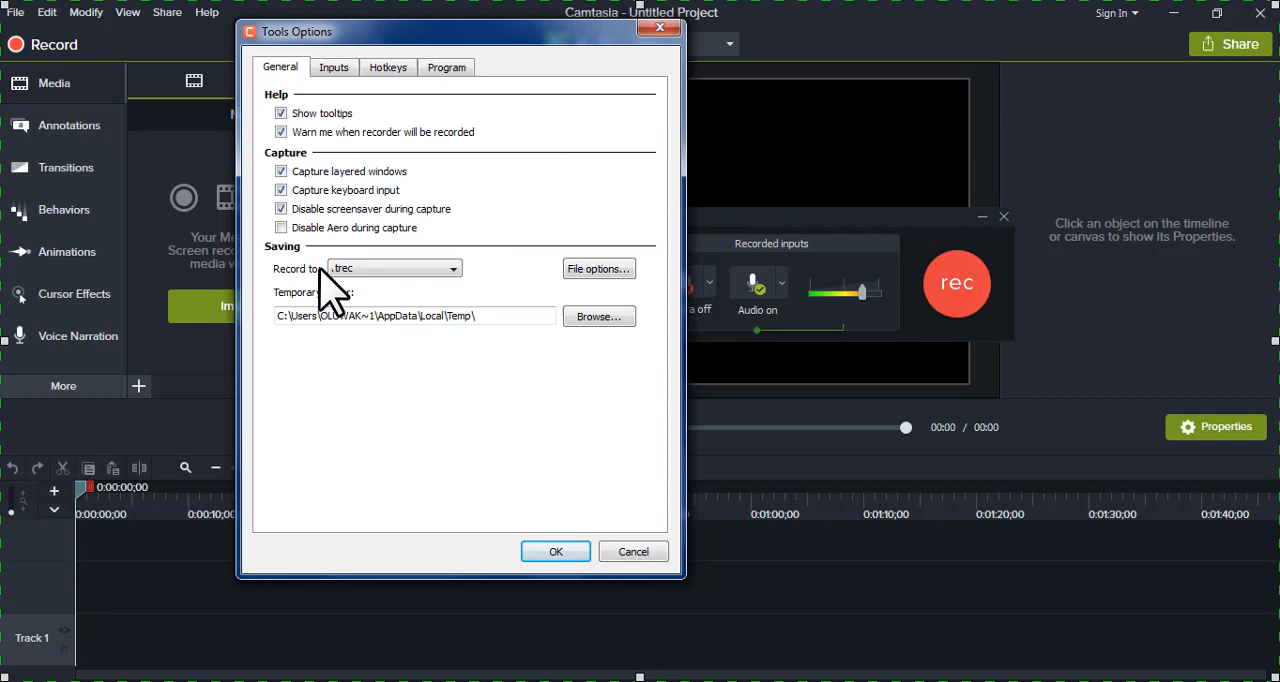 File Edit Modify View Share Help
Camtasia - Untitled Project
Sign In
Record
Share
Media
Annotations
Transitions
Behaviors
Animations
Cursor Effects
Voice Narration
More
Your Me
Screen recor
media w
Im
Tools Options
General Inputs Hotkeys Program
Help
Show tooltips
Warn me when recorder will be recorded
Capture
Capture layered windows
Capture keyboard input
Disable screensaver during capture
Disable Aero during capture
Saving
Record to: .trec
File options...
Temporary
C:\Users\OLUWAK~1\AppData\Local\Temp\
Browse...
OK Cancel
Recorded inputs
a off
Audio on
rec
Click an object on the timeline
or canvas to show its Properties.
00:00 / 00:00
Properties
0:00:00;00
0:00:00;00 0:00:10;0 0:01:00;00 0:01:10;00 0:01:20;00 0:01:30;00 0:01:40;00
Track 1